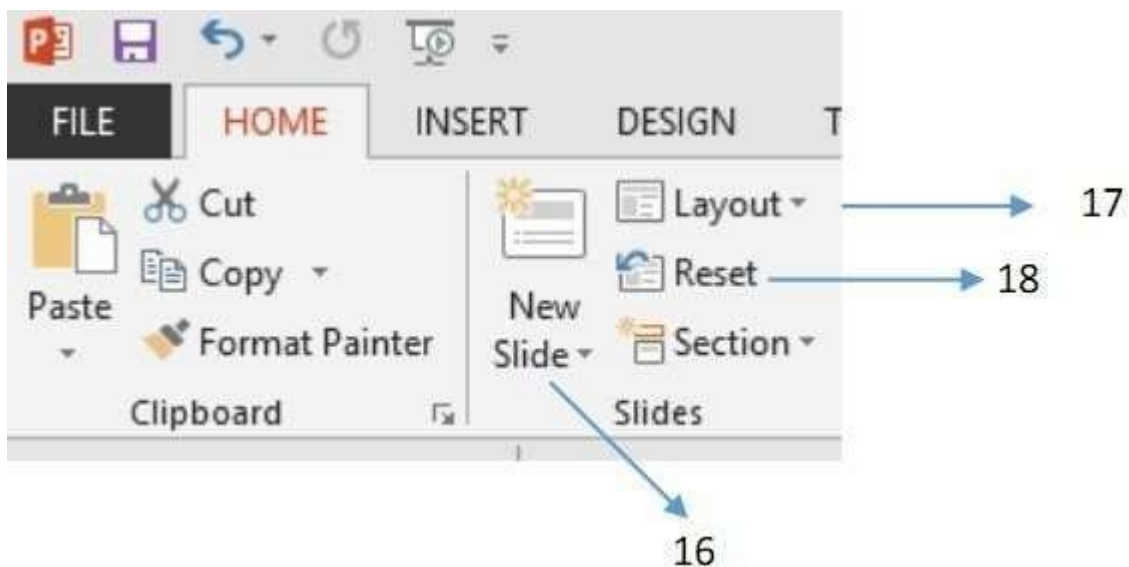 FILE HOME INSERT DESIGN T
Cut
Layout
17
Copy
Reset
18
Paste
New
Slide
Format Painter
Section
Clipboard
Slides
16